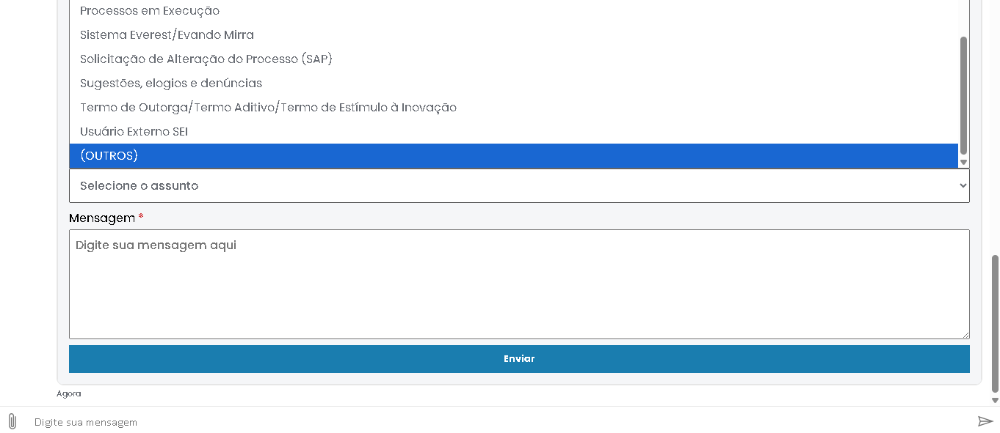 Processos em Execução
Sistema Everest/Evando Mirra
Solicitação de Alteração do Processo (SAP)
Sugestões, elogios e denúncias
Termo de Outorga/Termo Aditivo/Termo de Estímulo à Inovação
Usuário Externo SEI
(OUTROS)
Selecione o assunto
Mensagem *
Digite sua mensagem aqui
Enviar
Agora
Digite sua mensagem